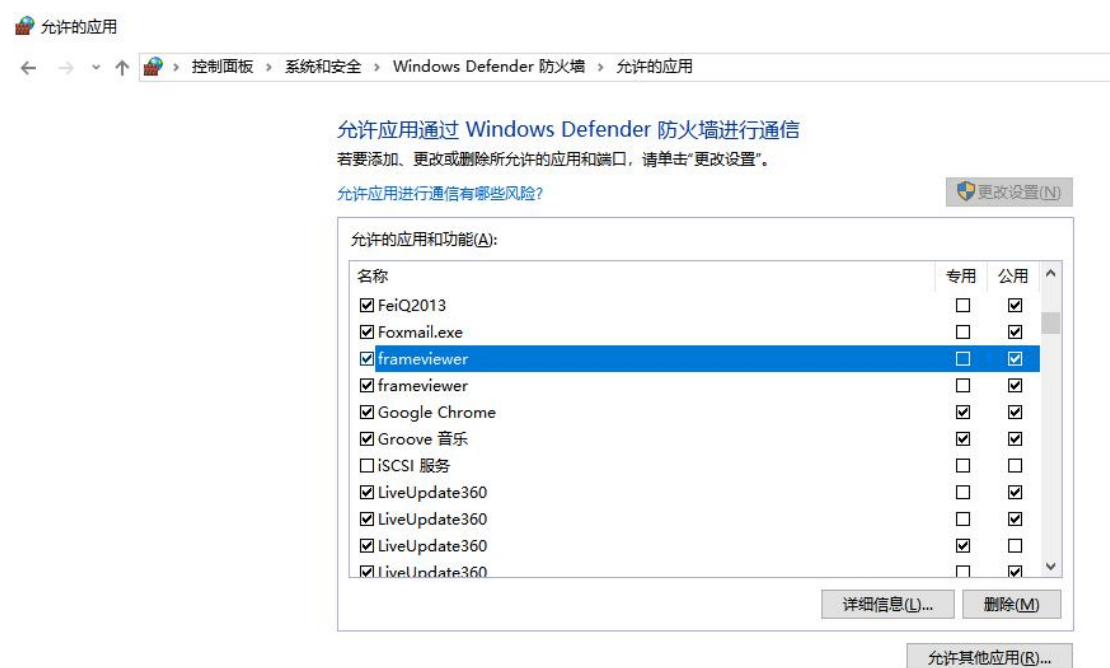 允许的应用
控制面板 › 系统和安全 › Windows Defender 防火墙 › 允许的应用
允许应用通过 Windows Defender 防火墙进行通信
若要添加、更改或删除所允许的应用和端口，请单击"更改设置"。
允许应用进行通信有哪些风险?
更改设置(N)
允许的应用和功能(A):
名称 专用 公用
FeiQ2013
Foxmail.exe
frameviewer
frameviewer
Google Chrome
Groove 音乐
iSCSI 服务
LiveUpdate360
LiveUpdate360
LiveUpdate360
LiveUpdate360
详细信息(L)... 删除(M)
允许其他应用(R)...